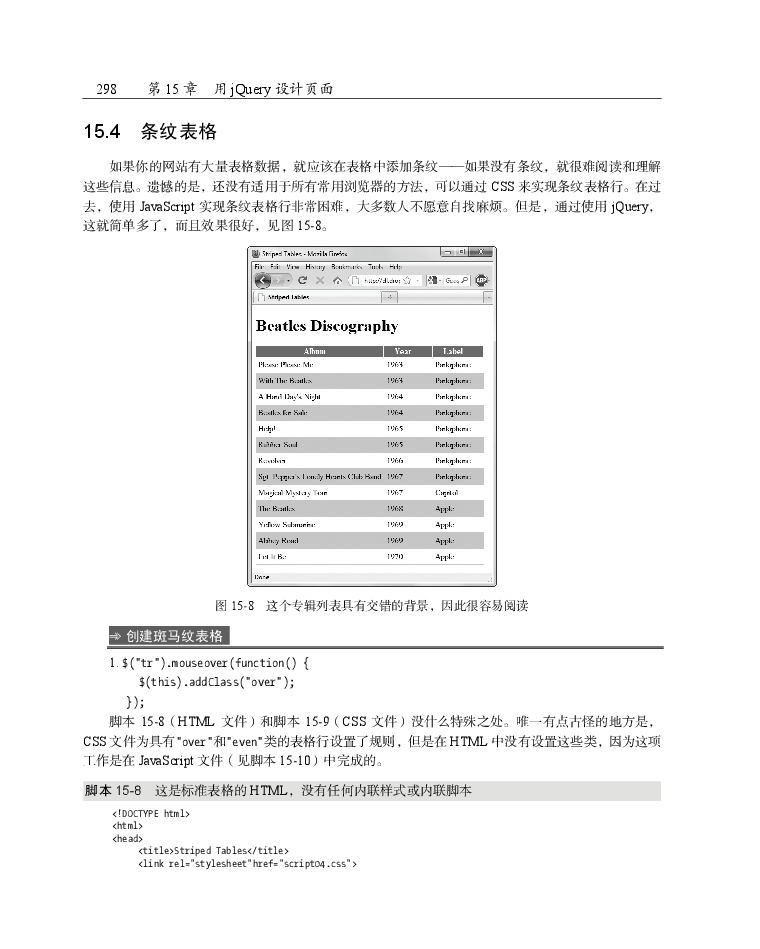 298 第 15 章 用 jQuery 设计页面
15.4 条纹表格
如果你的网站有大量表格数据，就应该在表格中添加条纹——如果没有条纹，就很难阅读和理解
这些信息。遗憾的是，还没有适用于所有常用浏览器的方法，可以通过 CSS 来实现条纹表格行。在过
去，使用 JavaScript 实现条纹表格行非常困难，大多数人不愿意自找麻烦。但是，通过使用 jQuery，
这就简单多了，而且效果很好，见图 15-8。
Striped Tables - Mozilla Firefox
File Edit View History Bookmarks Tools Help
Striped Tables
Beatles Discography
Album Year Label
Please Please Me 1963 Parlophone
With The Beatles 1963 Parlophone
A Hard Day's Night 1964 Parlophone
Beatles for Sale 1964 Parlophone
Help! 1965 Parlophone
Rubber Soul 1965 Parlophone
Revolver 1966 Parlophone
Sgt. Pepper's Lonely Hearts Club Band 1967 Parlophone
Magical Mystery Tour 1967 Capitol
The Beatles 1968 Apple
Yellow Submarine 1969 Apple
Abbey Road 1969 Apple
Let It Be 1970 Apple
Done
图 15-8 这个专辑列表具有交错的背景，因此很容易阅读
创建斑马纹表格
1. $("tr").mouseover(function() {
$(this).addClass("over");
});
脚本 15-8（HTML 文件）和脚本 15-9（CSS 文件）没什么特殊之处。唯一有点古怪的地方是，
CSS 文件为具有"over"和"even"类的表格行设置了规则，但是在 HTML 中没有设置这些类，因为这项
工作是在 JavaScript 文件（见脚本 15-10）中完成的。
脚本 15-8 这是标准表格的 HTML，没有任何内联样式或内联脚本
<!DOCTYPE html>
<html>
<head>
<title>Striped Tables</title>
<link rel="stylesheet"href="script04.css">